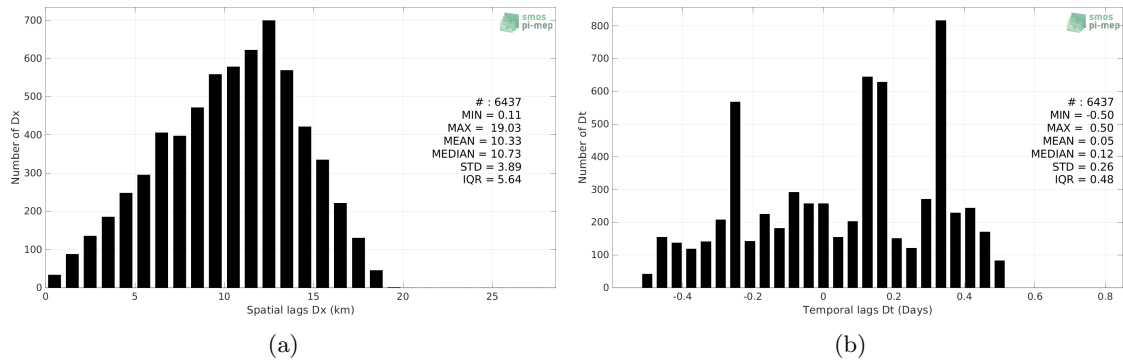 700
600
500
400
300
200
100
0
Number of Dx
0 5 10 15 20 25
Spatial lags Dx (km)
smos
pi-mep
# : 6437
MIN = 0.11
MAX = 19.03
MEAN = 10.33
MEDIAN = 10.73
STD = 3.89
IQR = 5.64
(a)
800
700
600
500
400
300
200
100
0
Number of Dt
-0.4 -0.2 0 0.2 0.4 0.6 0.8
Temporal lags Dt (Days)
smos
pi-mep
# : 6437
MIN = -0.50
MAX = 0.50
MEAN = 0.05
MEDIAN = 0.12
STD = 0.26
IQR = 0.48
(b)